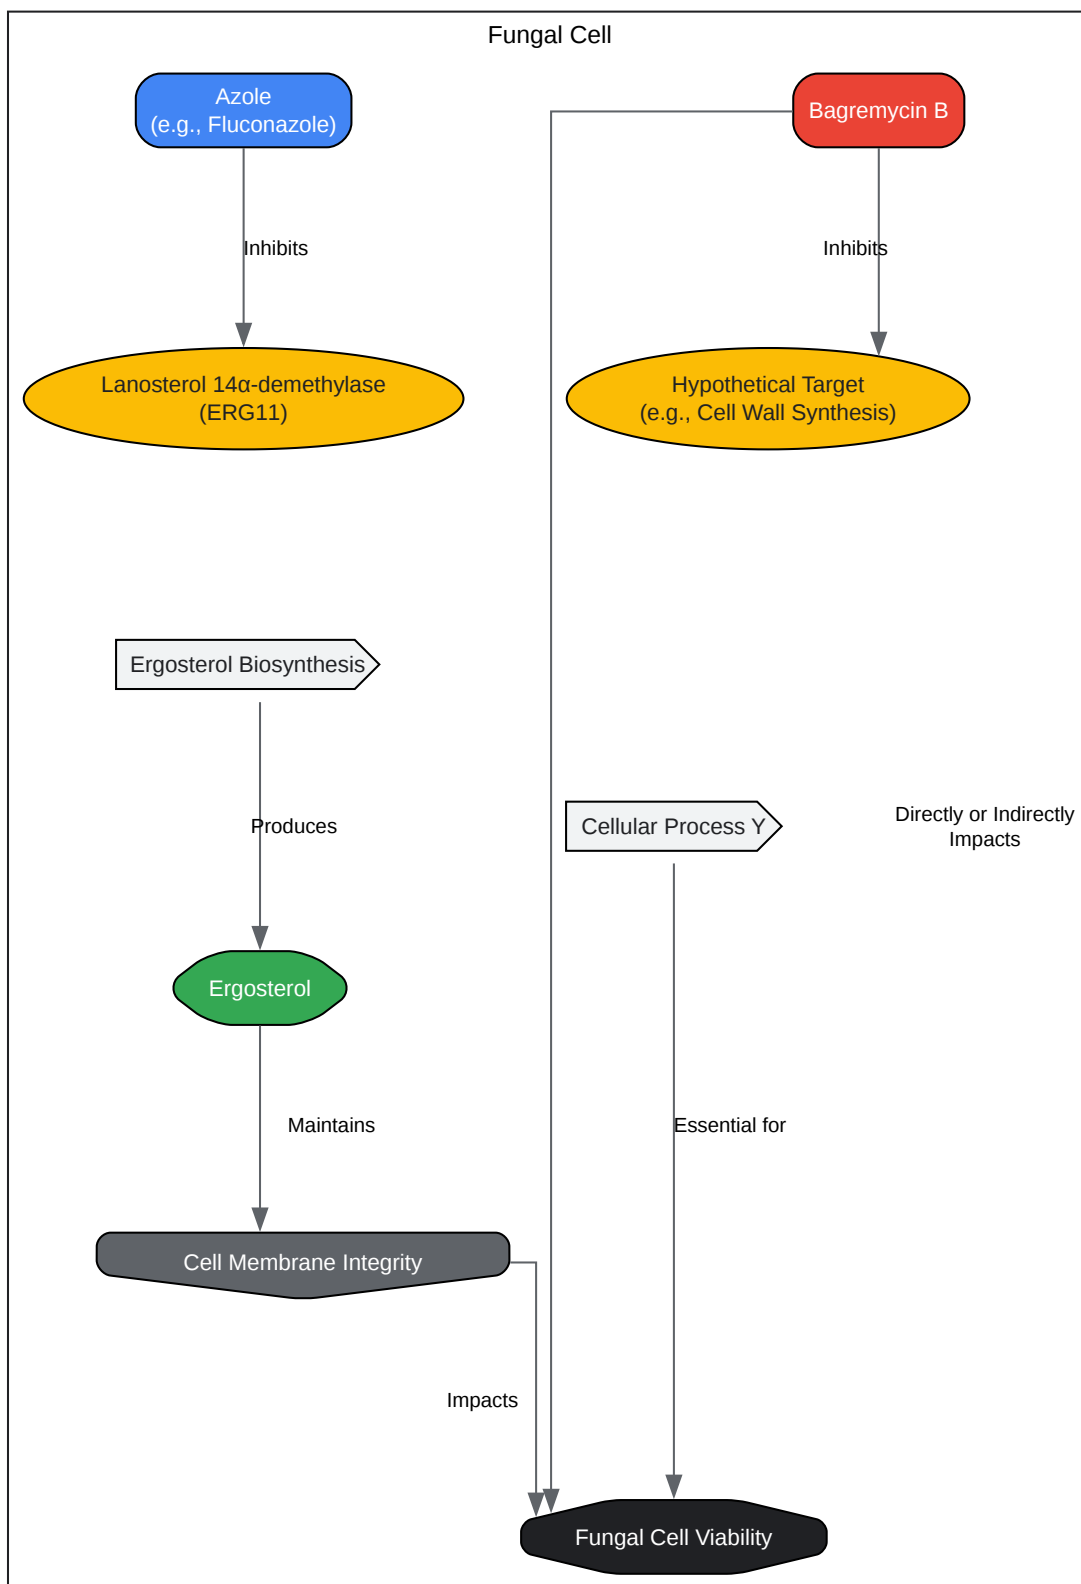 Fungal Cell
Azole
(e.g., Fluconazole)
Bagremycin B
Inhibits
Inhibits
Lanosterol 14α-demethylase
(ERG11)
Hypothetical Target
(e.g., Cell Wall Synthesis)
Ergosterol Biosynthesis
Produces
Cellular Process Y
Directly or Indirectly
Impacts
Ergosterol
Maintains
Essential for
Cell Membrane Integrity
Impacts
Fungal Cell Viability